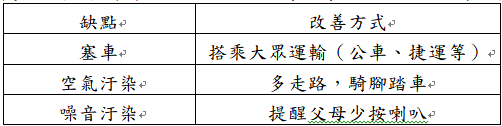 缺點 改善方式
塞車 搭乘大眾運輸（公車、捷運等）
空氣汙染 多走路，騎腳踏車
噪音汙染 提醒父母少按喇叭